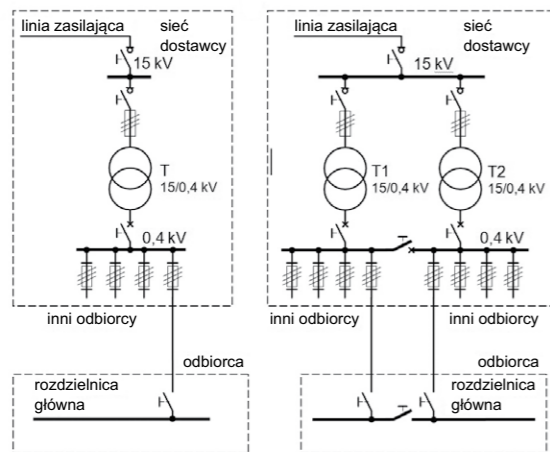 linia zasilająca
sieć
dostawcy
15 kV
T
15/0,4 kV
0,4 kV
inni odbiorcy
odbiorca
rozdzielnica
główna
linia zasilająca
sieć
dostawcy
15 kV
T1
15/0,4 kV
T2
15/0,4 kV
0,4 kV
inni odbiorcy
inni odbiorcy
odbiorca
rozdzielnica
główna